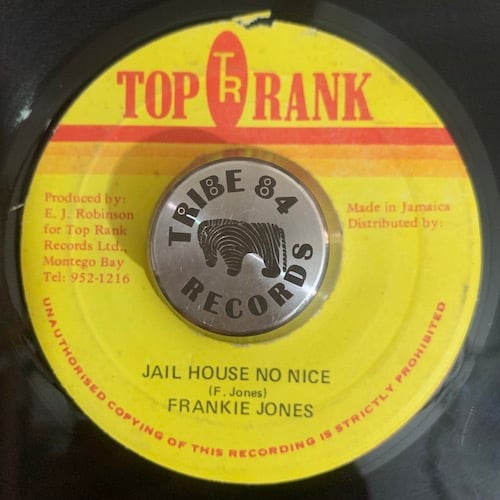 TOP TR RANK
Produced by:
E. J. Robinson
for Top Rank
Records Ltd.,
Montego Bay
Tel: 952-1216
Made in Jamaica
Distributed by:
TRIBE 84
RECORDS
JAIL HOUSE NO NICE
(F. Jones)
FRANKIE JONES
UNAUTHORISED COPYING OF THIS RECORDING IS STRICTLY PROHIBITED